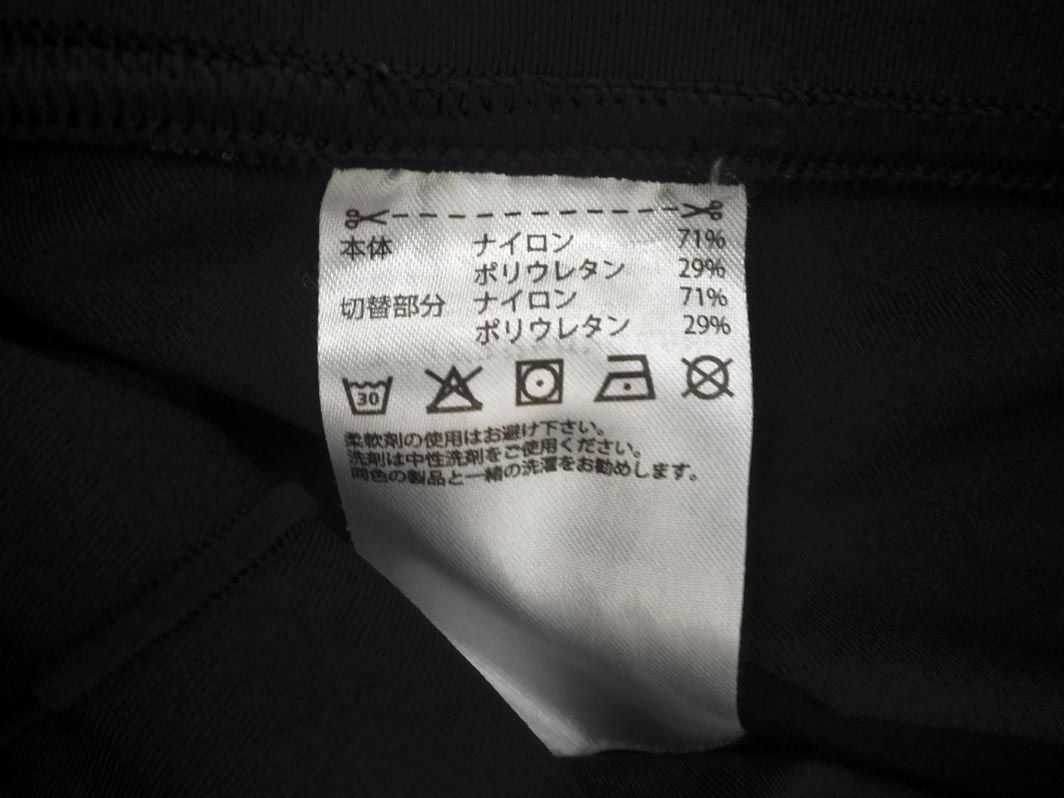 本体 ナイロン 71%
ポリウレタン 29%
切替部分 ナイロン 71%
ポリウレタン 29%
30
柔軟剤の使用はお避け下さい。
洗剤は中性洗剤をご使用ください。
同色の製品と一緒の洗濯をお勧めします。